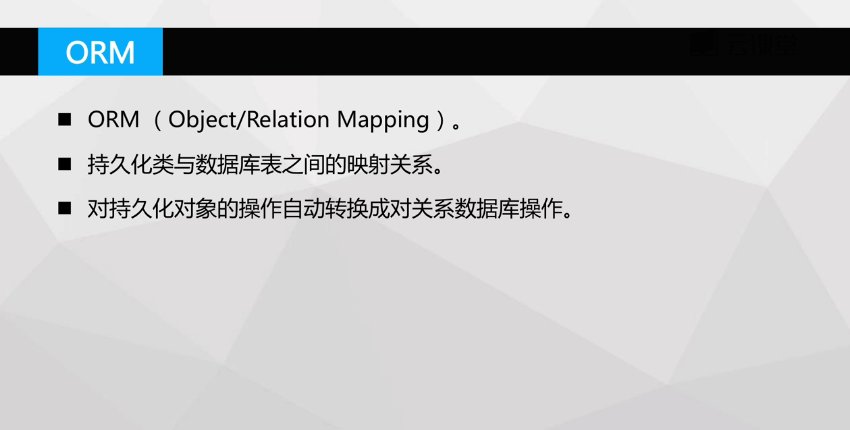 ORM
ORM （Object/Relation Mapping）。
持久化类与数据库表之间的映射关系。
对持久化对象的操作自动转换成对关系数据库操作。